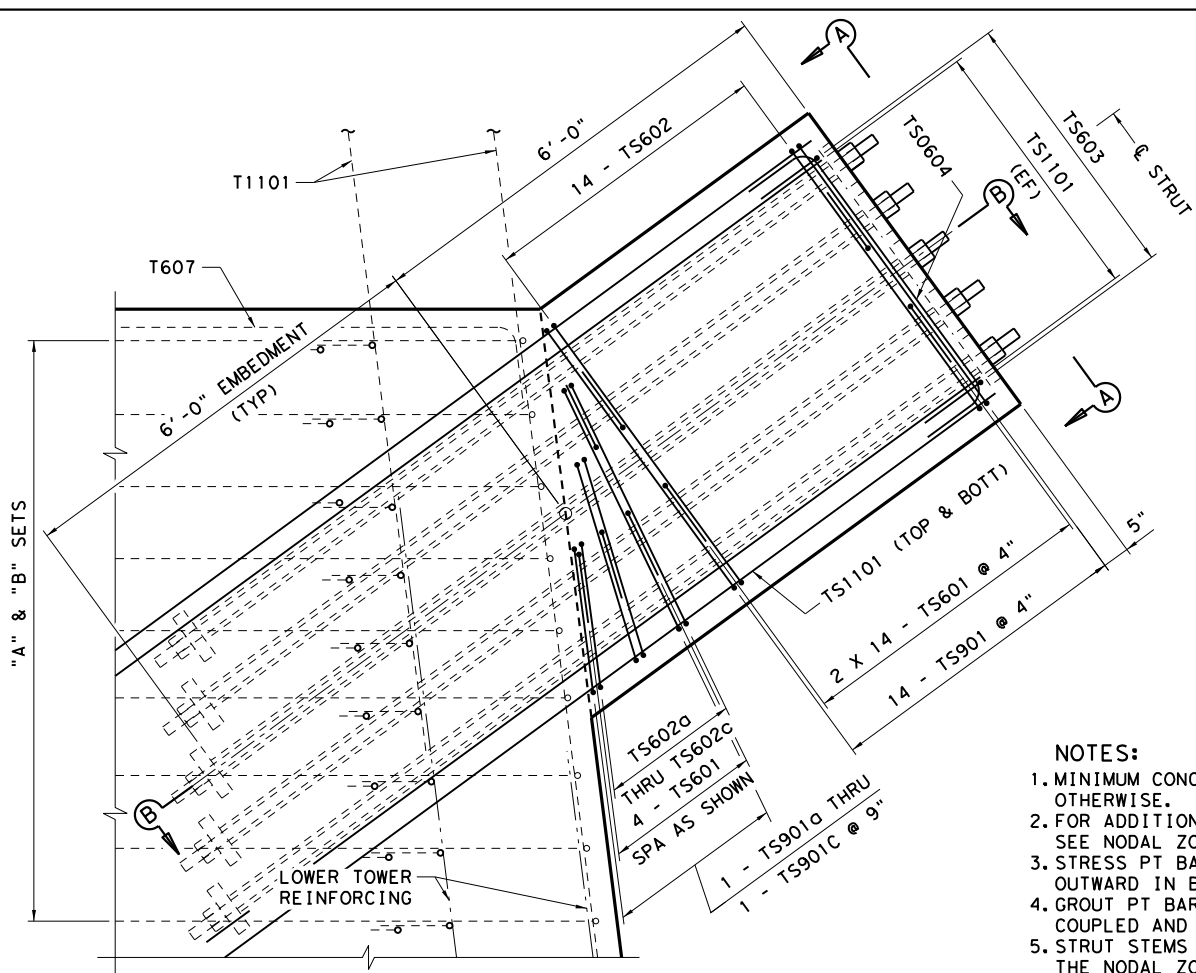 A
6'-0"
14 - TS602
TS603
TS1101
(EF)
TS0604
℄ STRUT
B
T1101
T607
6'-0" EMBEDMENT
(TYP)
A
"A" & "B" SETS
TS1101 (TOP & BOTT)
5"
2 X 14 - TS601 @ 4"
14 - TS901 @ 4"
TS602a
THRU TS602c
4 - TS601
SPA AS SHOWN
1 - TS901a THRU
1 - TS901C @ 9"
B
LOWER TOWER
REINFORCING
NOTES:
1. MINIMUM CONC
OTHERWISE.
2. FOR ADDITION
SEE NODAL ZO
3. STRESS PT BA
OUTWARD IN E
4. GROUT PT BAR
COUPLED AND
5. STRUT STEMS
THE NODAL ZO